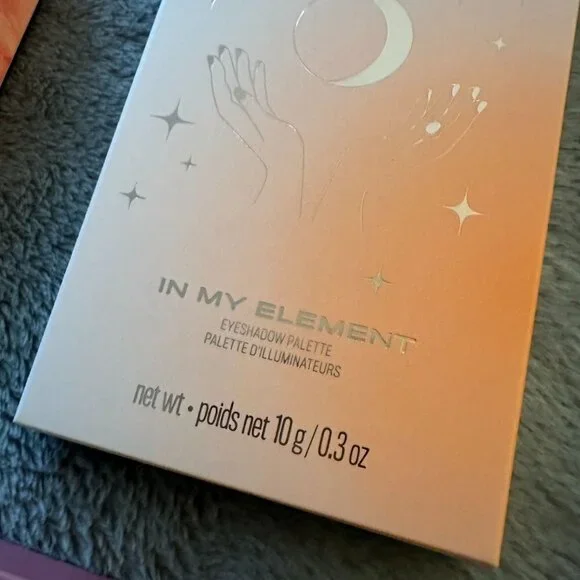 IN MY ELEMENT
EYESHADOW PALETTE
PALETTE D'ILLUMINATEURS
net wt • poids net 10 g/0.3 oz